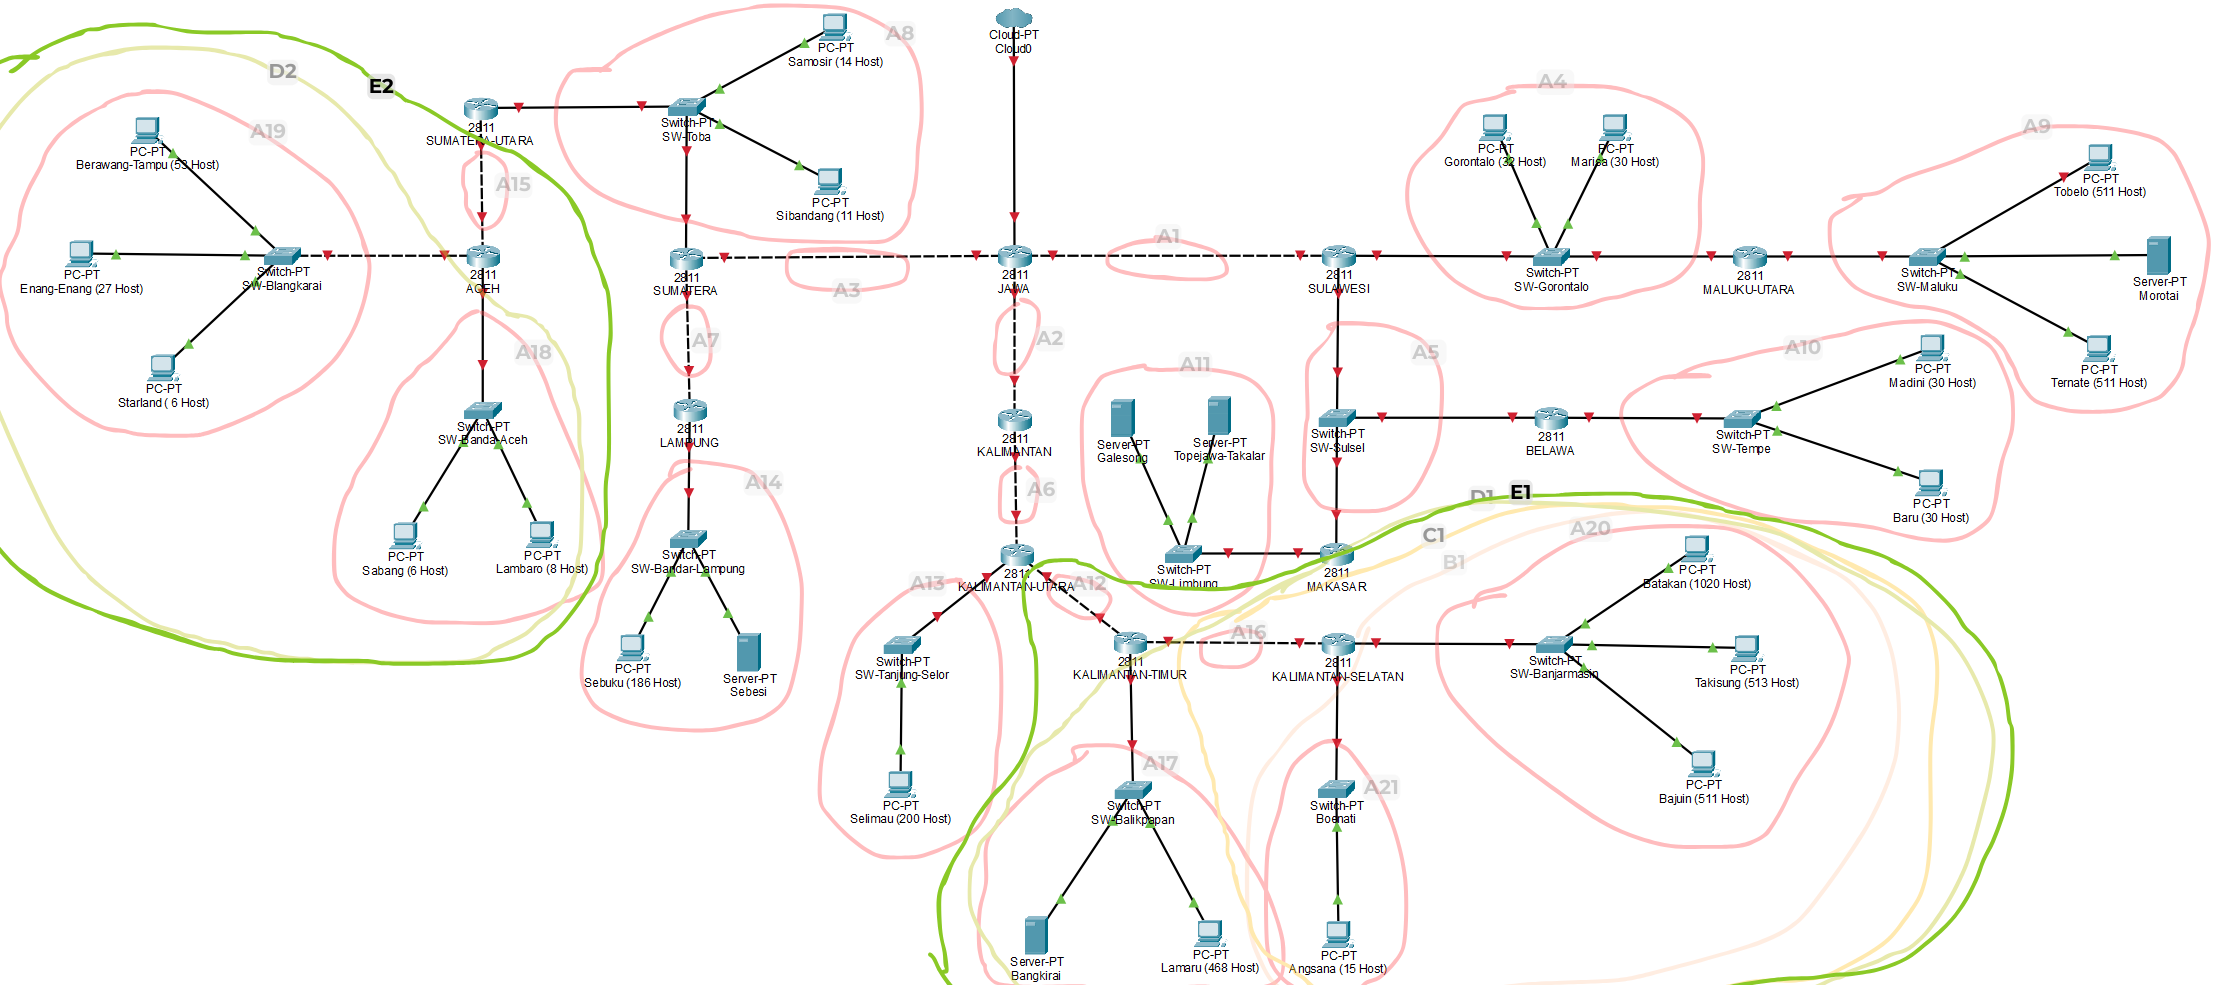 Cloud-PT
Cloud0
A8
PC-PT
Samosir (14 Host)
D2
E2
A4
2811
SUMATERA-UTARA
Switch-PT
SW-Toba
A19
PC-PT
Berawang-Tampu (53 Host)
A15
PC-PT
Sibandang (11 Host)
PC-PT
Gorontalo (32 Host)
PC-PT
Marisa (30 Host)
A9
PC-PT
Tobelo (511 Host)
A1
PC-PT
Enang-Enang (27 Host)
Switch-PT
SW-Blangkarai
2811
ACEH
2811
SUMATERA
A3
2811
JAWA
2811
SULAWESI
Switch-PT
SW-Gorontalo
2811
MALUKU-UTARA
Switch-PT
SW-Maluku
Server-PT
Morotai
A7
A2
A18
A11
A5
A10
PC-PT
Starland ( 6 Host)
PC-PT
Madini (30 Host)
PC-PT
Ternate (511 Host)
Switch-PT
SW-Banda-Aceh
2811
LAMPUNG
2811
KALIMANTAN
Server-PT
Galesong
Server-PT
Topejawa-Takalar
Switch-PT
SW-Sulsel
2811
BELAWA
Switch-PT
SW-Tempe
A14
A6
D1
E1
PC-PT
Baru (30 Host)
C1
A20
B1
PC-PT
Sabang (6 Host)
PC-PT
Lambaro (8 Host)
Switch-PT
SW-Bandar-Lampung
A13
2811
KALIMANTAN-UTARA
A12
Switch-PT
SW-Limbung
2811
MAKASAR
PC-PT
Batakan (1020 Host)
A16
PC-PT
Sebuku (186 Host)
Server-PT
Sebesi
Switch-PT
SW-Tanjung-Selor
2811
KALIMANTAN-TIMUR
2811
KALIMANTAN-SELATAN
Switch-PT
SW-Banjarmasin
PC-PT
Takisung (513 Host)
A17
A21
PC-PT
Selimau (200 Host)
Switch-PT
SW-Balikpapan
Switch-PT
Boenati
PC-PT
Bajuin (511 Host)
Server-PT
Bangkirai
PC-PT
Lamaru (468 Host)
PC-PT
Angsana (15 Host)